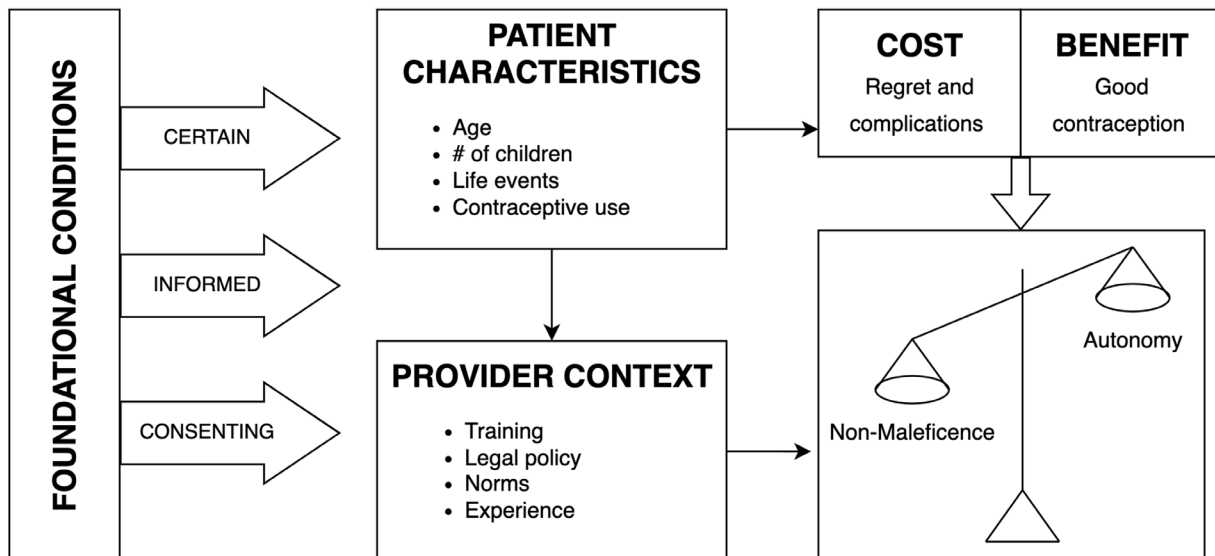 FOUNDATIONAL CONDITIONS
CERTAIN
INFORMED
CONSENTING
PATIENT
CHARACTERISTICS
• Age
• # of children
• Life events
• Contraceptive use
PROVIDER CONTEXT
• Training
• Legal policy
• Norms
• Experience
COST
Regret and
complications
BENEFIT
Good
contraception
Autonomy
Non-Maleficence